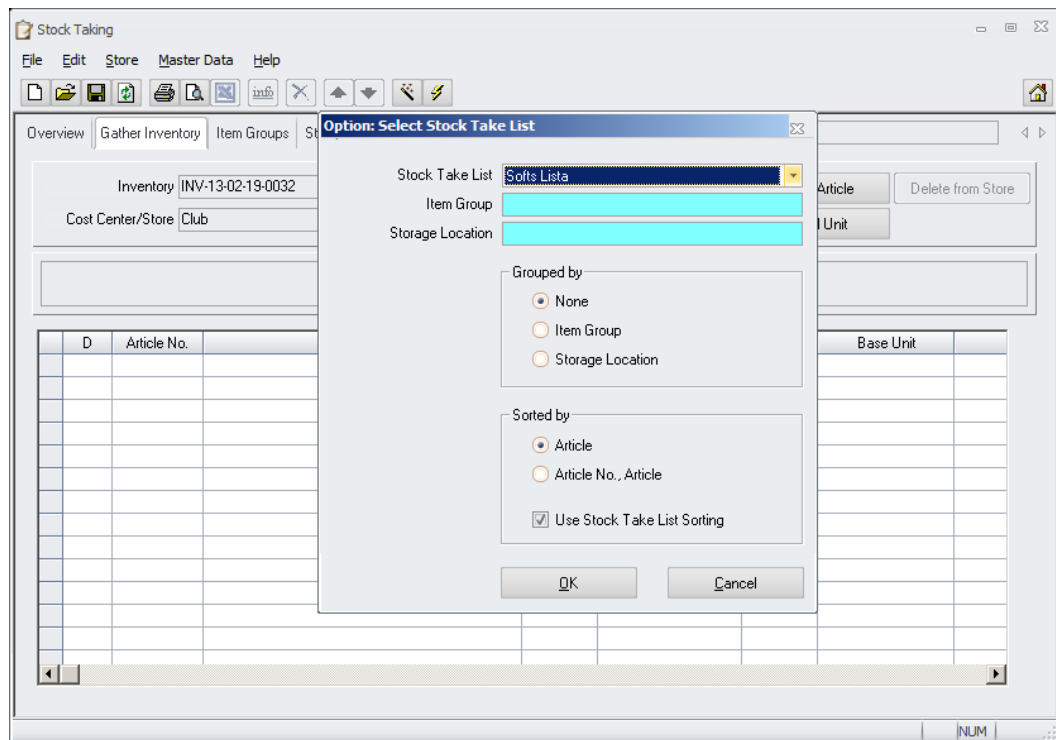 Stock Taking
File Edit Store Master Data Help
info
Overview Gather Inventory Item Groups St
Inventory INV-13-02-19-0032
Cost Center/Store Club
Article Delete from Store
Unit
Option: Select Stock Take List
Stock Take List Softs Lista
Item Group
Storage Location
Grouped by
None
Item Group
Storage Location
Sorted by
Article
Article No., Article
Use Stock Take List Sorting
OK Cancel
D Article No. Base Unit
NUM